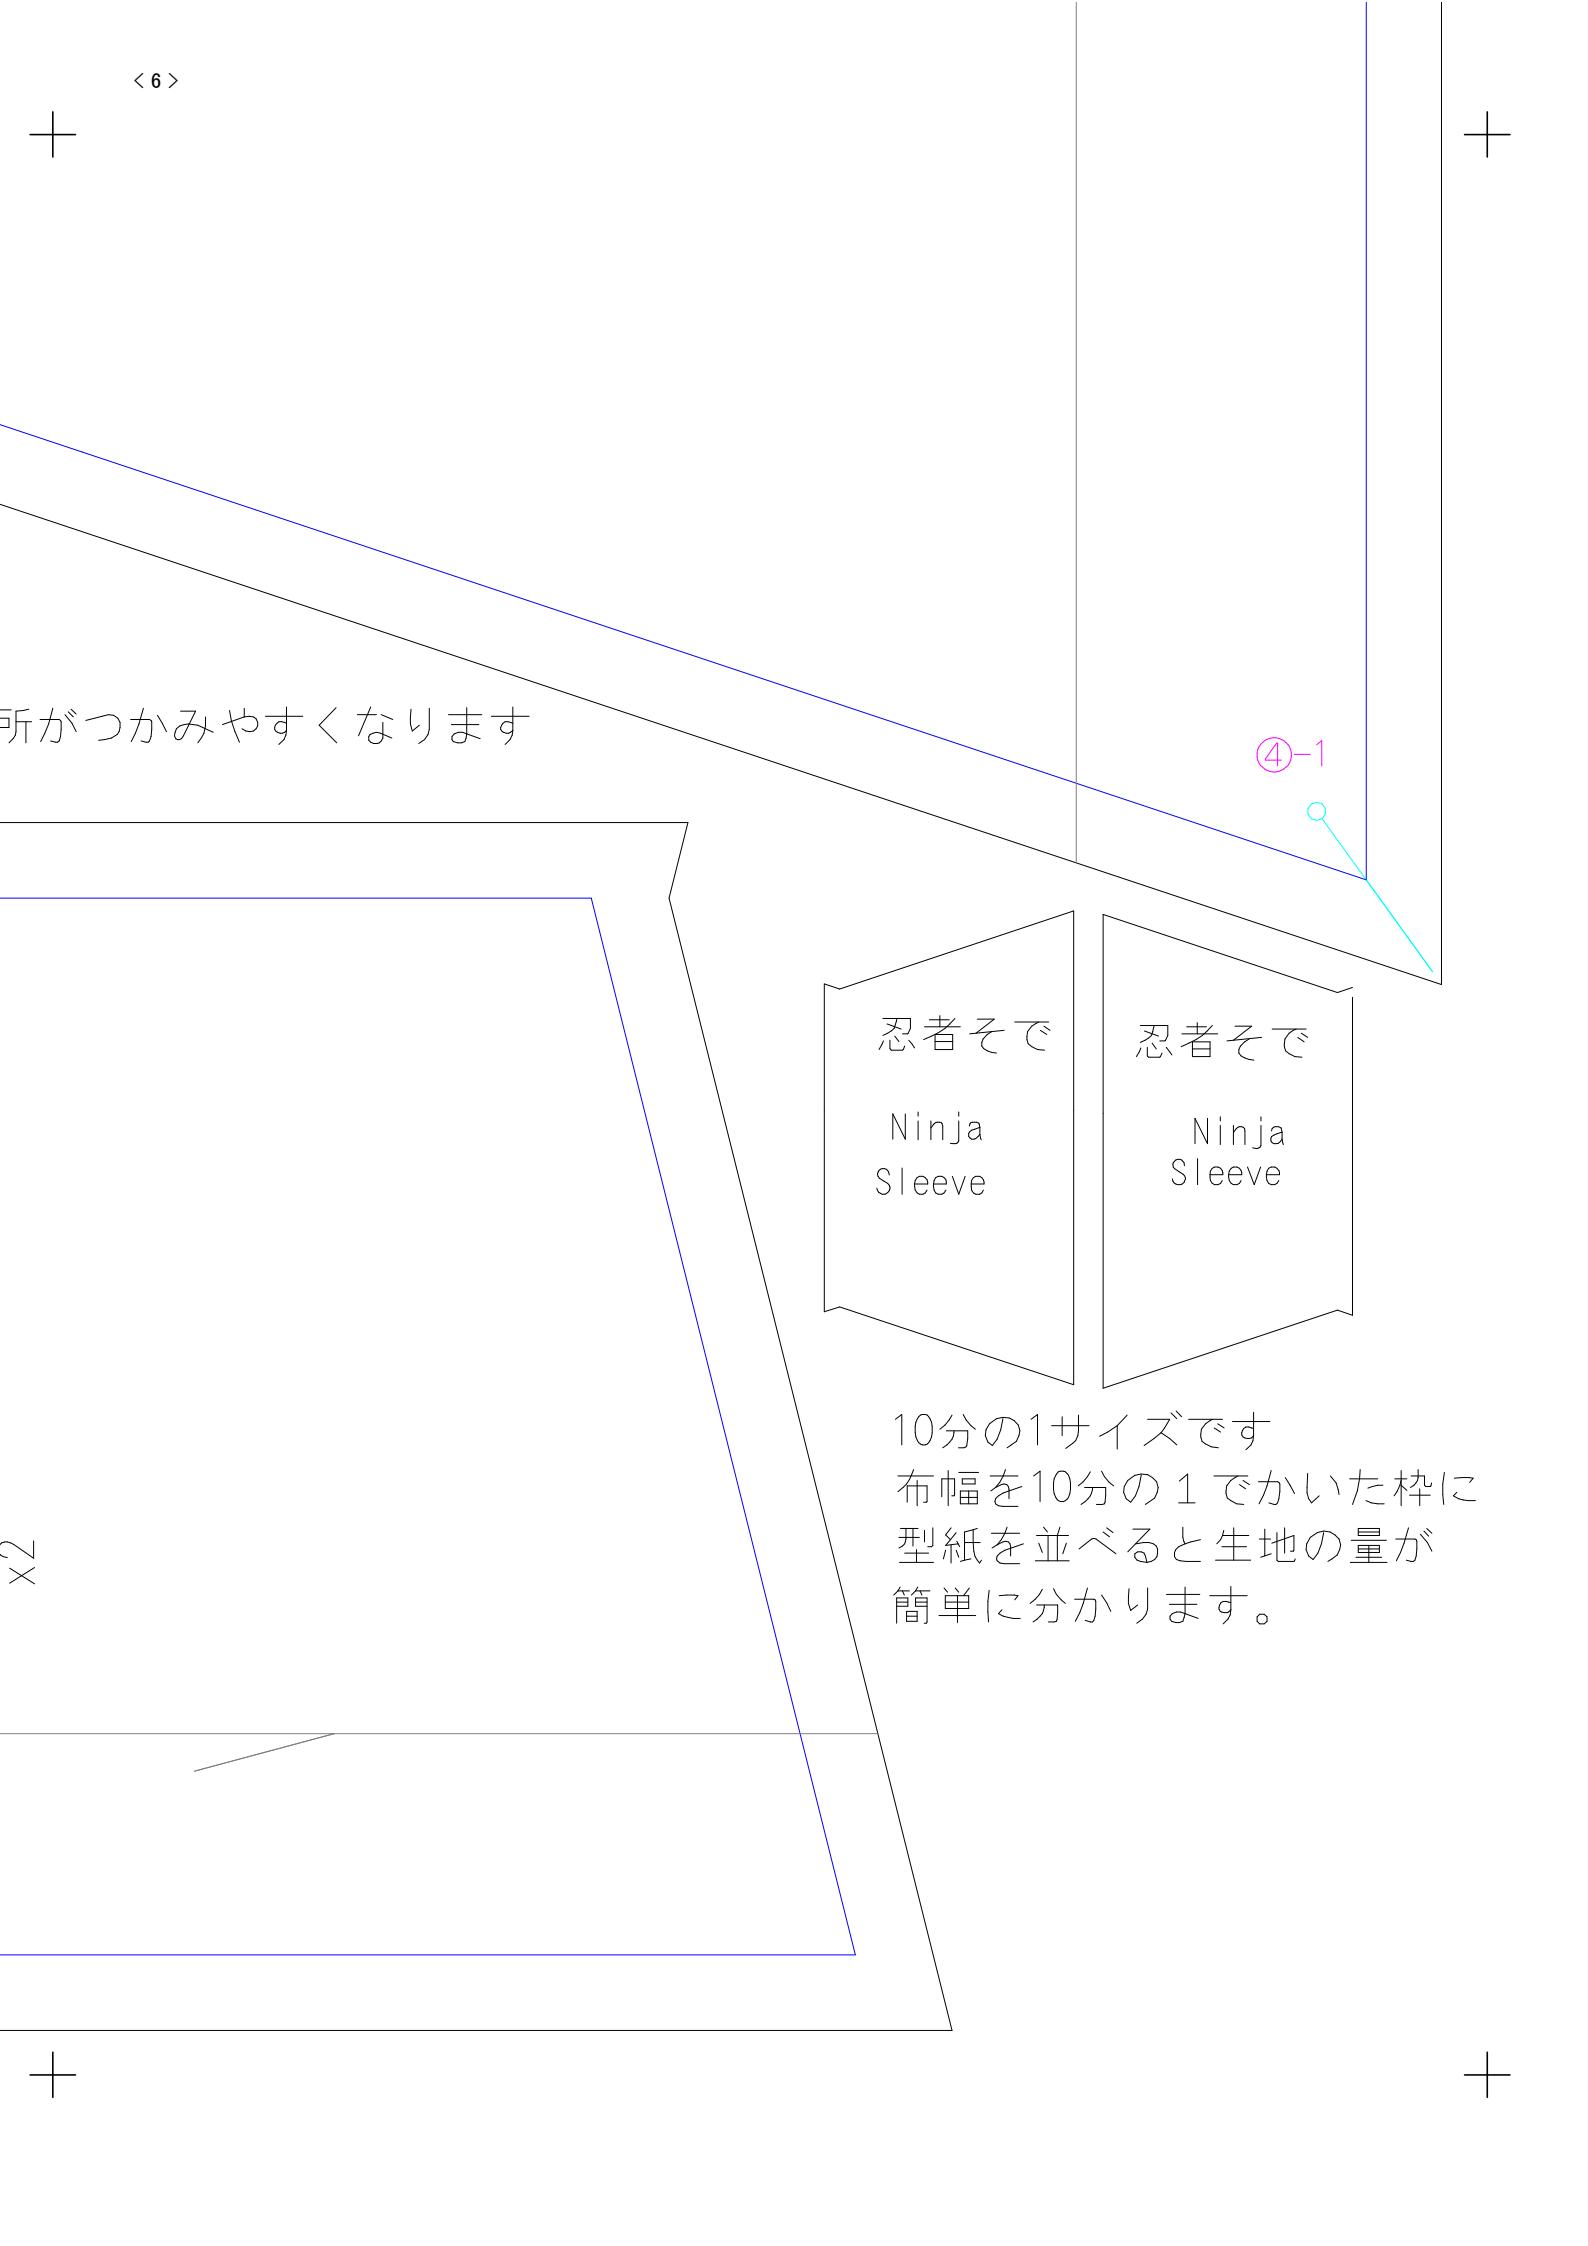 <6>
所がつかみやすくなります
④-1
忍者そで
Ninja
Sleeve
忍者そで
Ninja
Sleeve
10分の1サイズです
布幅を10分の１でかいた枠に
型紙を並べると生地の量が
簡単に分かります。
x2